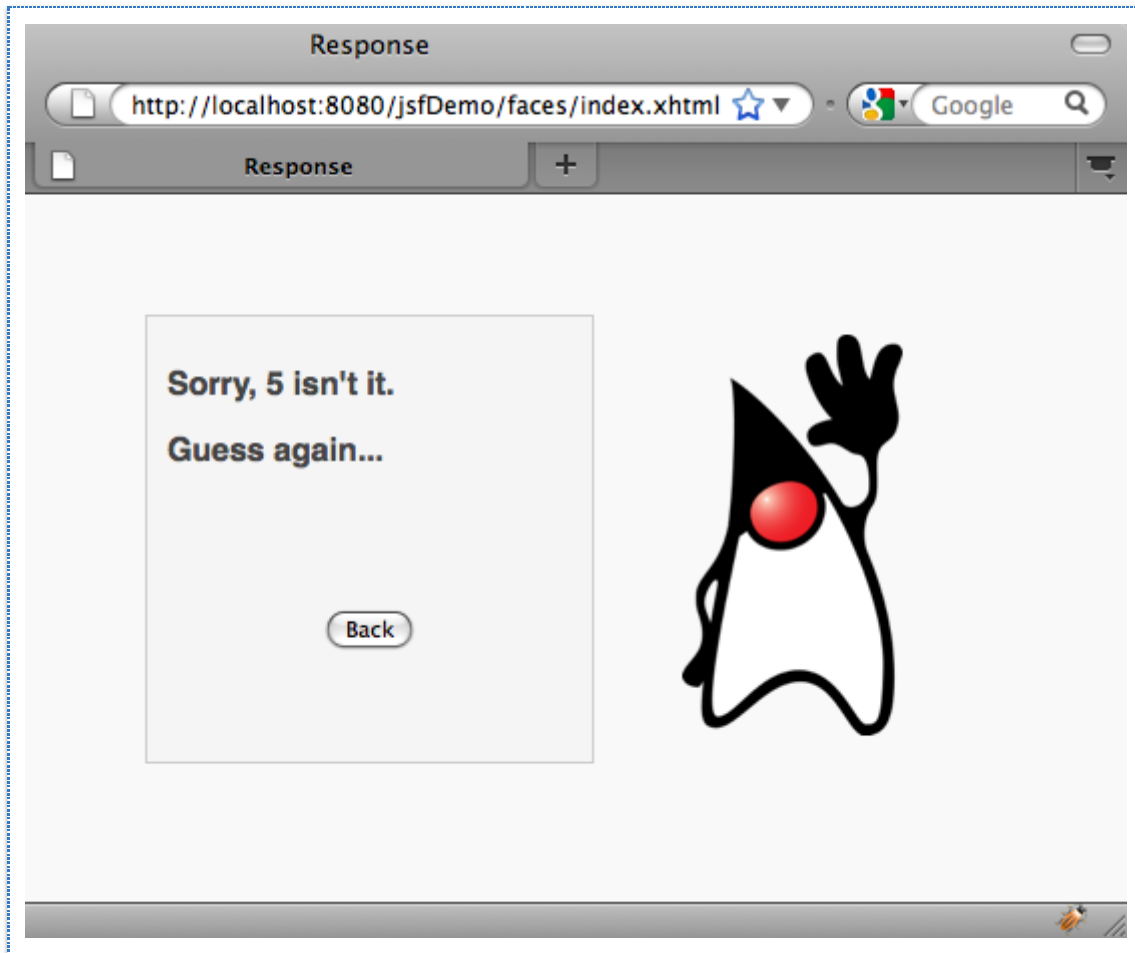 Response
http://localhost:8080/jsfDemo/faces/index.xhtml
Google
Response
+
Sorry, 5 isn't it.
Guess again...
Back